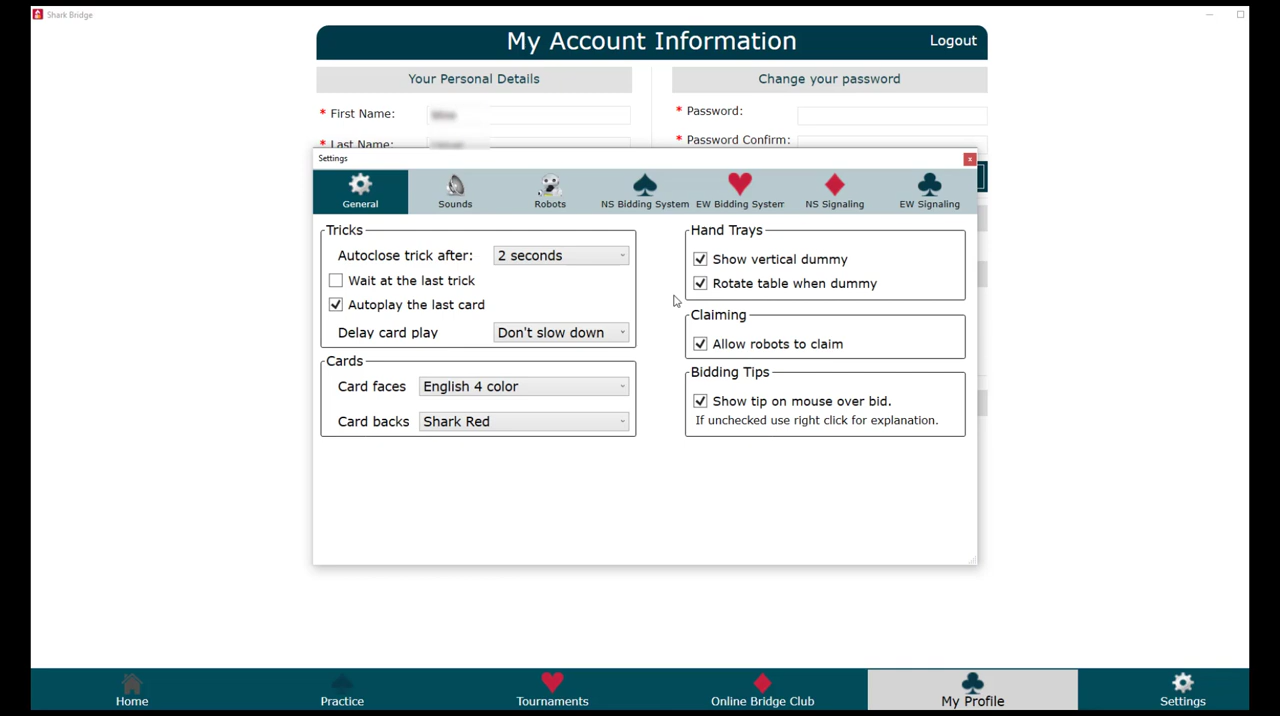 Shark Bridge
My Account Information
Logout
Your Personal Details
Change your password
* First Name:
* Password:
* Last Name:
* Password Confirm:
Settings
General
Sounds
Robots
NS Bidding System
EW Bidding System
NS Signaling
EW Signaling
Tricks
Autoclose trick after:
2 seconds
Wait at the last trick
Autoplay the last card
Delay card play
Don't slow down
Cards
Card faces
English 4 color
Card backs
Shark Red
Hand Trays
Show vertical dummy
Rotate table when dummy
Claiming
Allow robots to claim
Bidding Tips
Show tip on mouse over bid.
If unchecked use right click for explanation.
Home
Practice
Tournaments
Online Bridge Club
My Profile
Settings